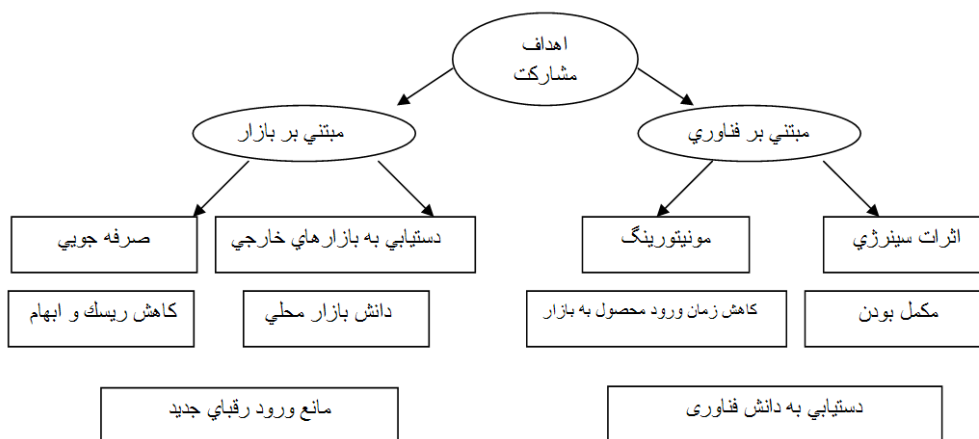 اهداف
مشاركت
مبتني بر فناوري
مبتني بر بازار
اثرات سينرژي
مونيتورينگ
دستيابي به بازارهاي خارجي
صرفه جويي
مكمل بودن
كاهش زمان ورود محصول به بازار
دانش بازار محلي
كاهش ريسك و ابهام
دستيابي به دانش فناوری
مانع ورود رقباي جديد